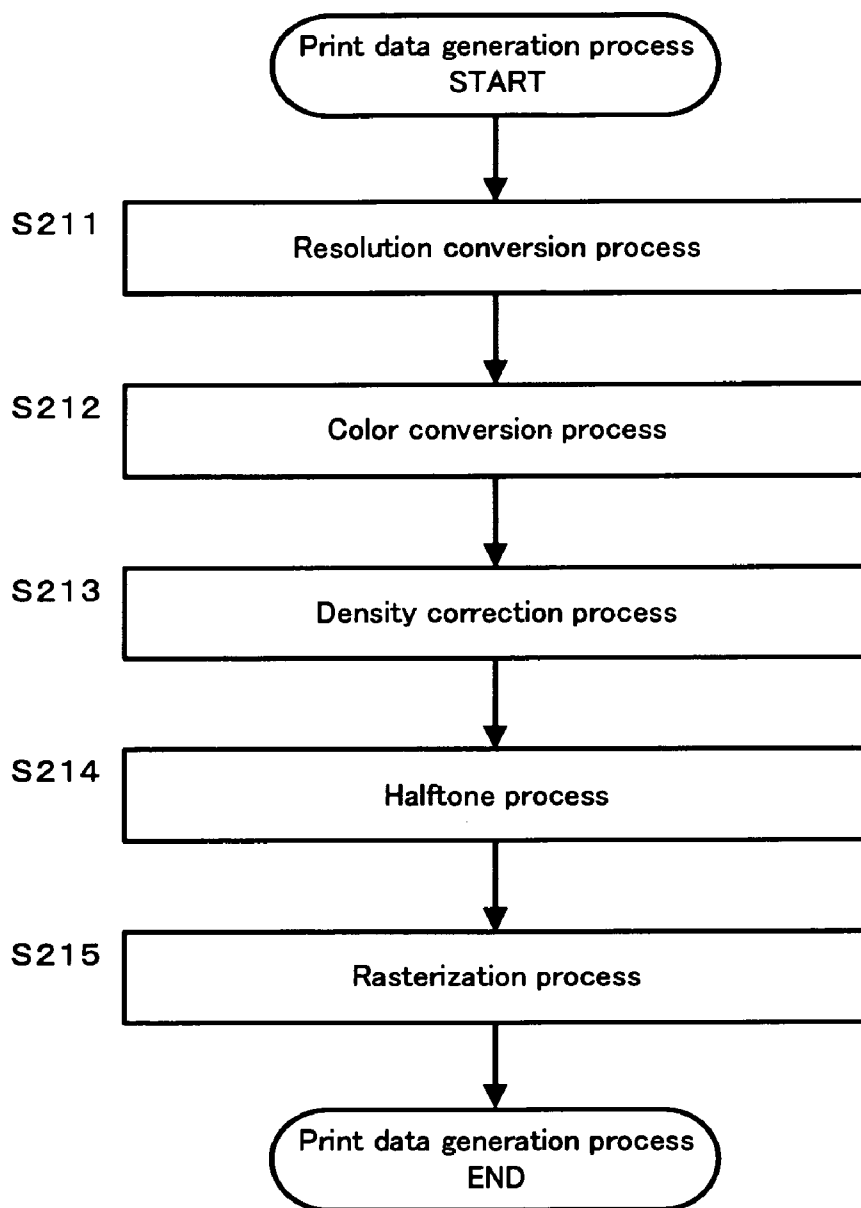 Print data generation process
START
S211
Resolution conversion process
S212
Color conversion process
S213
Density correction process
S214
Halftone process
S215
Rasterization process
Print data generation process
END